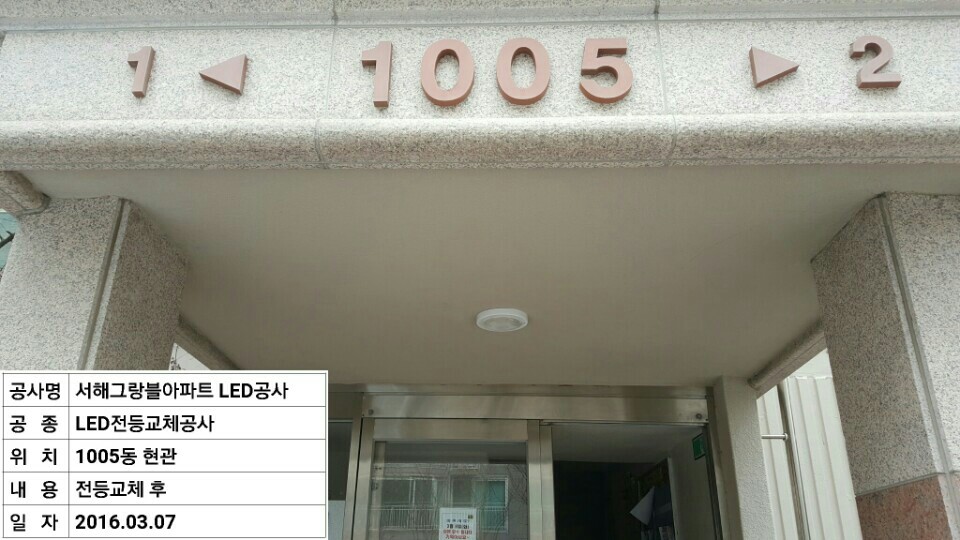 1 ◀ 1005 ▶ 2
공사명 서해그랑블아파트 LED공사
공 종 LED전등교체공사
위 치 1005동 현관
내 용 전등교체 후
일 자 2016.03.07